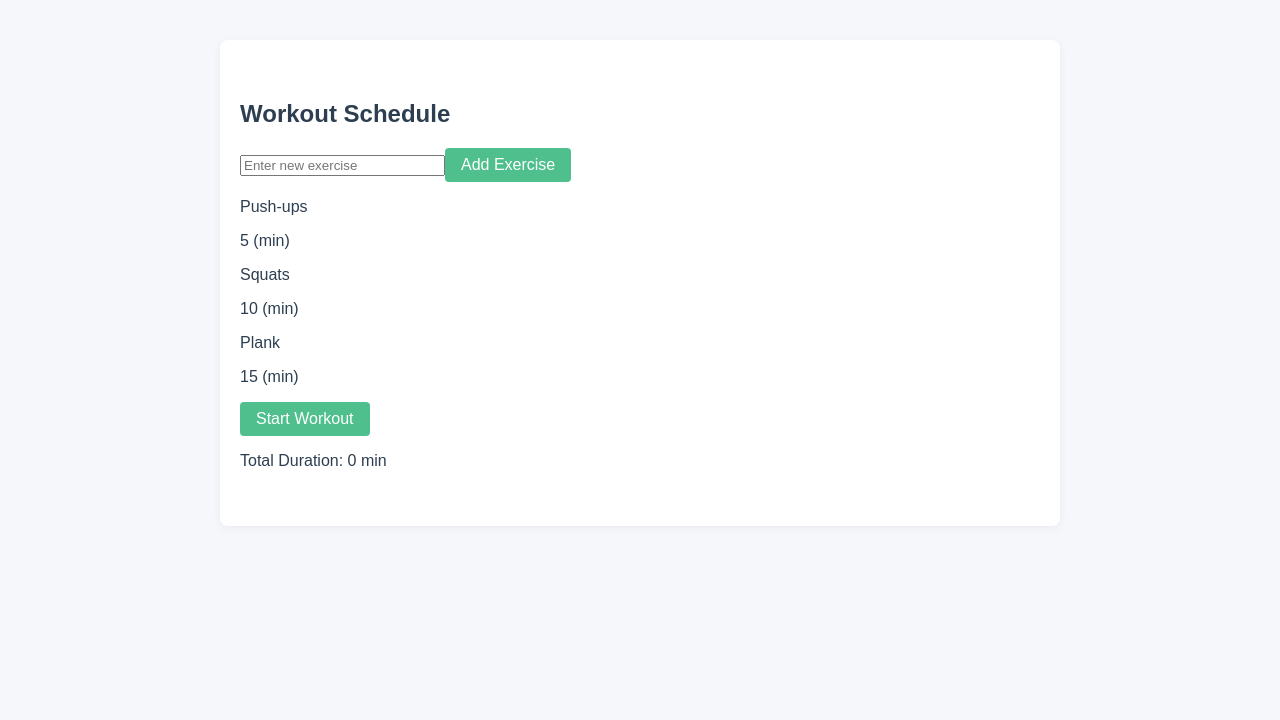 Workout Schedule
Enter new exercise Add Exercise
Push-ups
5 (min)
Squats
10 (min)
Plank
15 (min)
Start Workout
Total Duration: 0 min